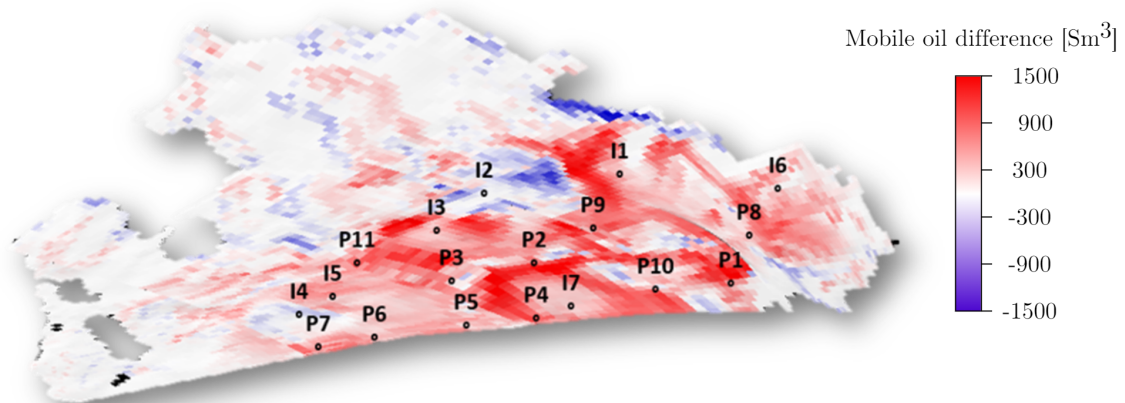 Mobile oil difference [Sm³]
1500
900
300
-300
-900
-1500
I1
I6
I2
I3
P9
P8
P11
P2
P3
P1
I5
P10
I4
I7
P4
P5
P7
P6